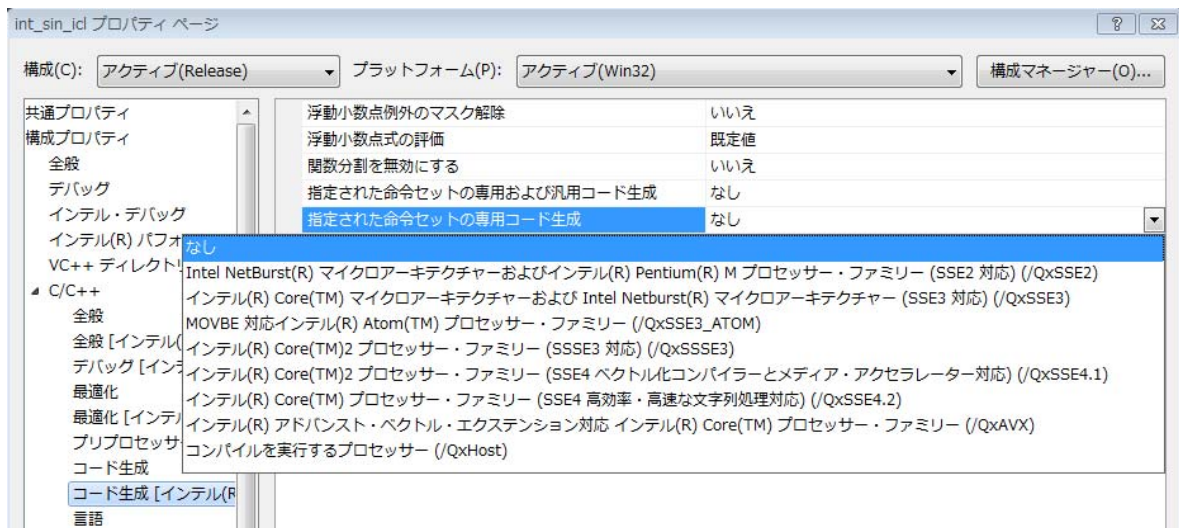 int_sin_icl プロパティ ページ
構成(C): アクティブ(Release) プラットフォーム(P): アクティブ(Win32) 構成マネージャー(O)...
共通プロパティ
構成プロパティ
全般
デバッグ
インテル・デバッグ
インテル(R) パフォ
VC++ ディレクトリ
C/C++
全般
全般 [インテル(
デバッグ [インテ
最適化
最適化 [インテル
プリプロセッサ
コード生成
コード生成 [インテル(R
言語
浮動小数点例外のマスク解除 いいえ
浮動小数点式の評価 既定値
関数分割を無効にする いいえ
指定された命令セットの専用および汎用コード生成 なし
指定された命令セットの専用コード生成 なし
なし
Intel NetBurst(R) マイクロアーキテクチャーおよびインテル(R) Pentium(R) M プロセッサー・ファミリー (SSE2 対応) (/QxSSE2)
インテル(R) Core(TM) マイクロアーキテクチャーおよび Intel Netburst(R) マイクロアーキテクチャー (SSE3 対応) (/QxSSE3)
MOVBE 対応インテル(R) Atom(TM) プロセッサー・ファミリー (/QxSSE3_ATOM)
インテル(R) Core(TM)2 プロセッサー・ファミリー (SSSE3 対応) (/QxSSSE3)
インテル(R) Core(TM)2 プロセッサー・ファミリー (SSE4 ベクトル化コンパイラーとメディア・アクセラレーター対応) (/QxSSE4.1)
インテル(R) Core(TM) プロセッサー・ファミリー (SSE4 高効率・高速な文字列処理対応) (/QxSSE4.2)
インテル(R) アドバンスト・ベクトル・エクステンション対応 インテル(R) Core(TM) プロセッサー・ファミリー (/QxAVX)
コンパイルを実行するプロセッサー (/QxHost)